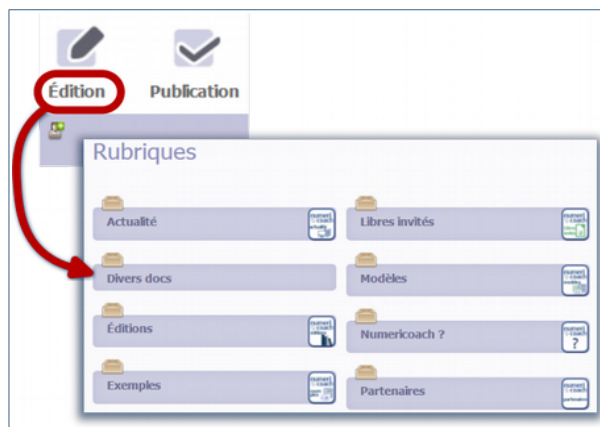 Édition Publication
Rubriques
Actualité
Libres invités
Divers docs
Modèles
Éditions
Numericoach ?
Exemples
Partenaires